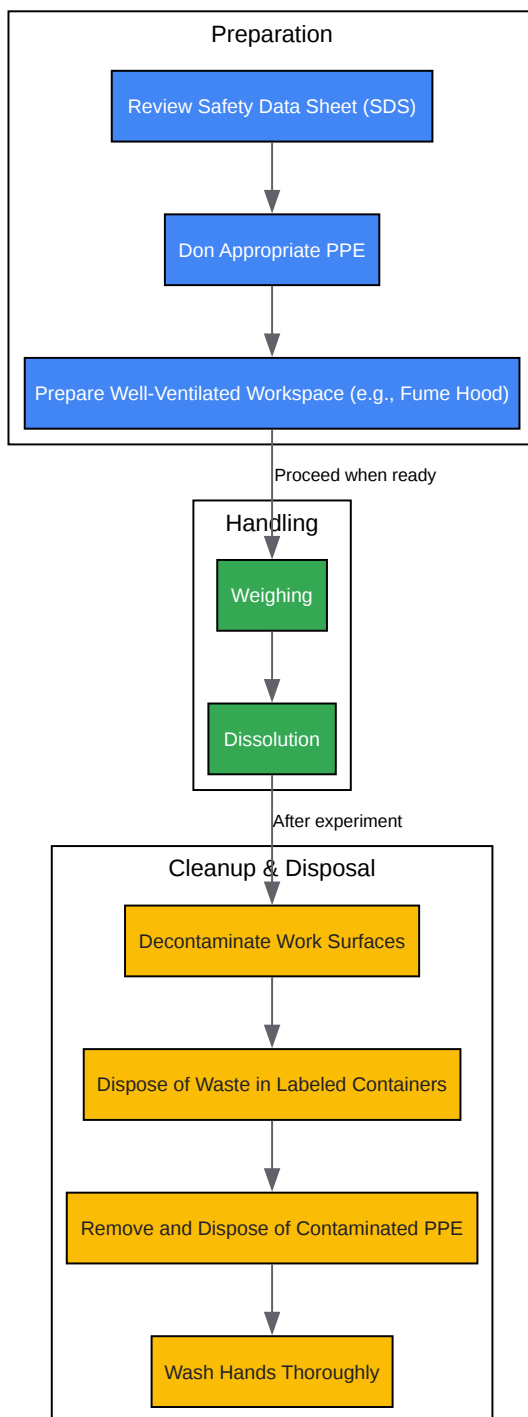 Preparation
Review Safety Data Sheet (SDS)
Don Appropriate PPE
Prepare Well-Ventilated Workspace (e.g., Fume Hood)
Proceed when ready
Handling
Weighing
Dissolution
After experiment
Cleanup & Disposal
Decontaminate Work Surfaces
Dispose of Waste in Labeled Containers
Remove and Dispose of Contaminated PPE
Wash Hands Thoroughly